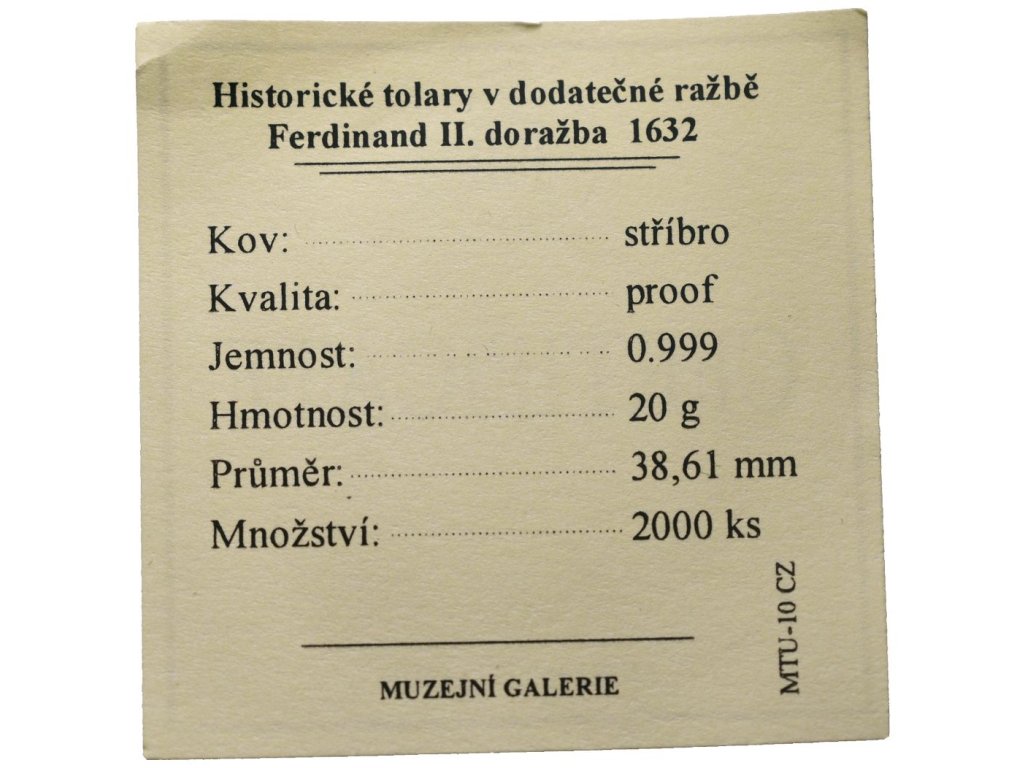 Historické tolary v dodatečné ražbě
Ferdinand II. doražba 1632
Kov: stříbro
Kvalita: proof
Jemnost: 0.999
Hmotnost: 20 g
Průměr: 38,61 mm
Množství: 2000 ks
MTU-10 CZ
MUZEJNÍ GALERIE